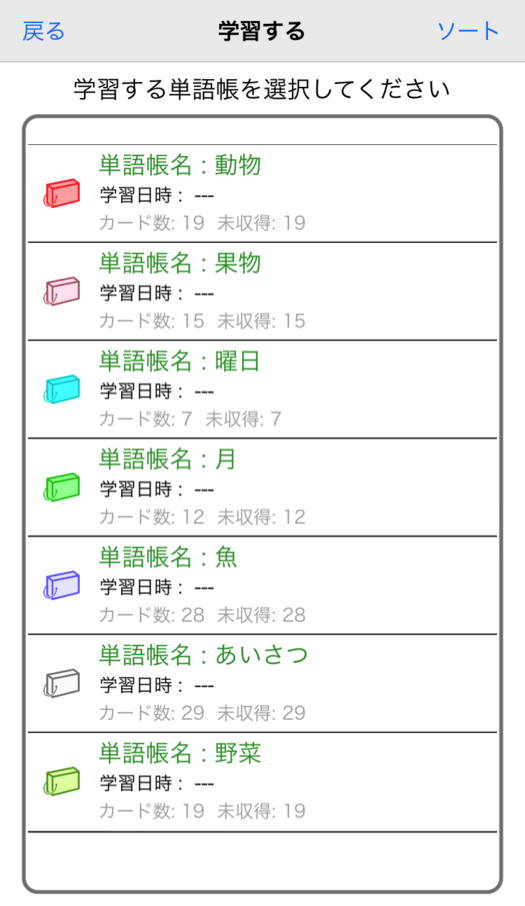 戻る 学習する ソート
学習する単語帳を選択してください
単語帳名 : 動物
学習日時 : ---
カード数: 19 未収得: 19
単語帳名 : 果物
学習日時 : ---
カード数: 15 未収得: 15
単語帳名 : 曜日
学習日時 : ---
カード数: 7 未収得: 7
単語帳名 : 月
学習日時 : ---
カード数: 12 未収得: 12
単語帳名 : 魚
学習日時 : ---
カード数: 28 未収得: 28
単語帳名 : あいさつ
学習日時 : ---
カード数: 29 未収得: 29
単語帳名 : 野菜
学習日時 : ---
カード数: 19 未収得: 19